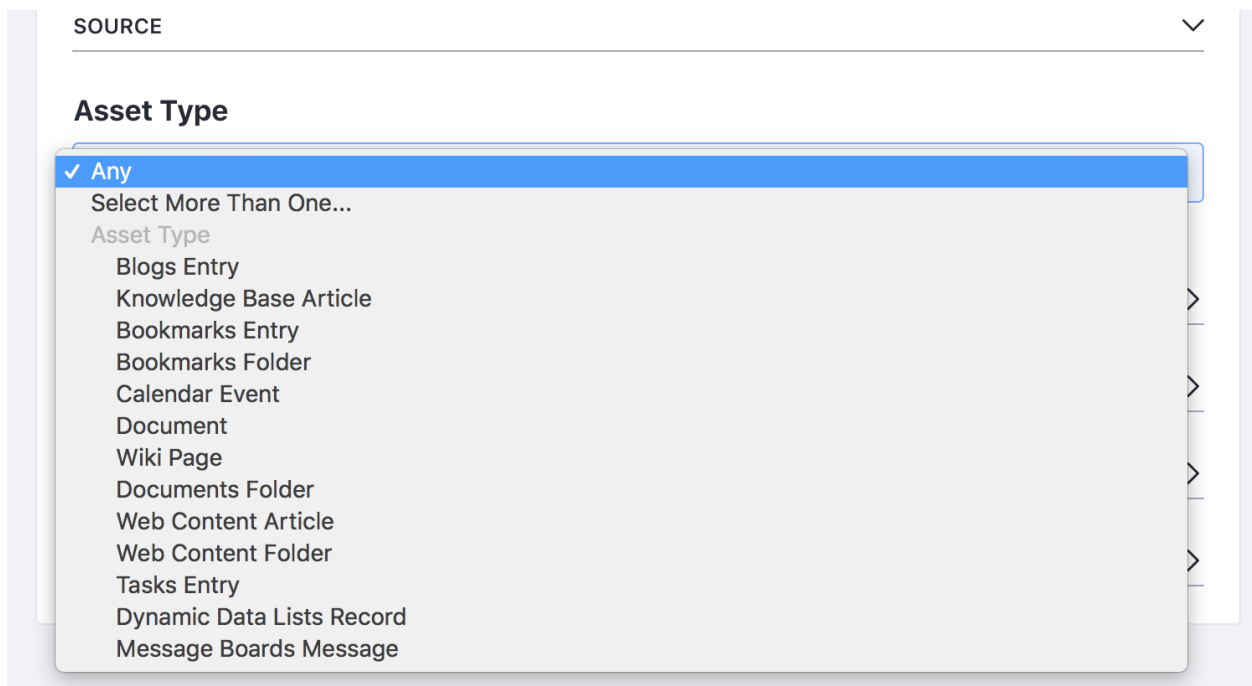 SOURCE
Asset Type
Any
Select More Than One...
Asset Type
Blogs Entry
Knowledge Base Article
Bookmarks Entry
Bookmarks Folder
Calendar Event
Document
Wiki Page
Documents Folder
Web Content Article
Web Content Folder
Tasks Entry
Dynamic Data Lists Record
Message Boards Message